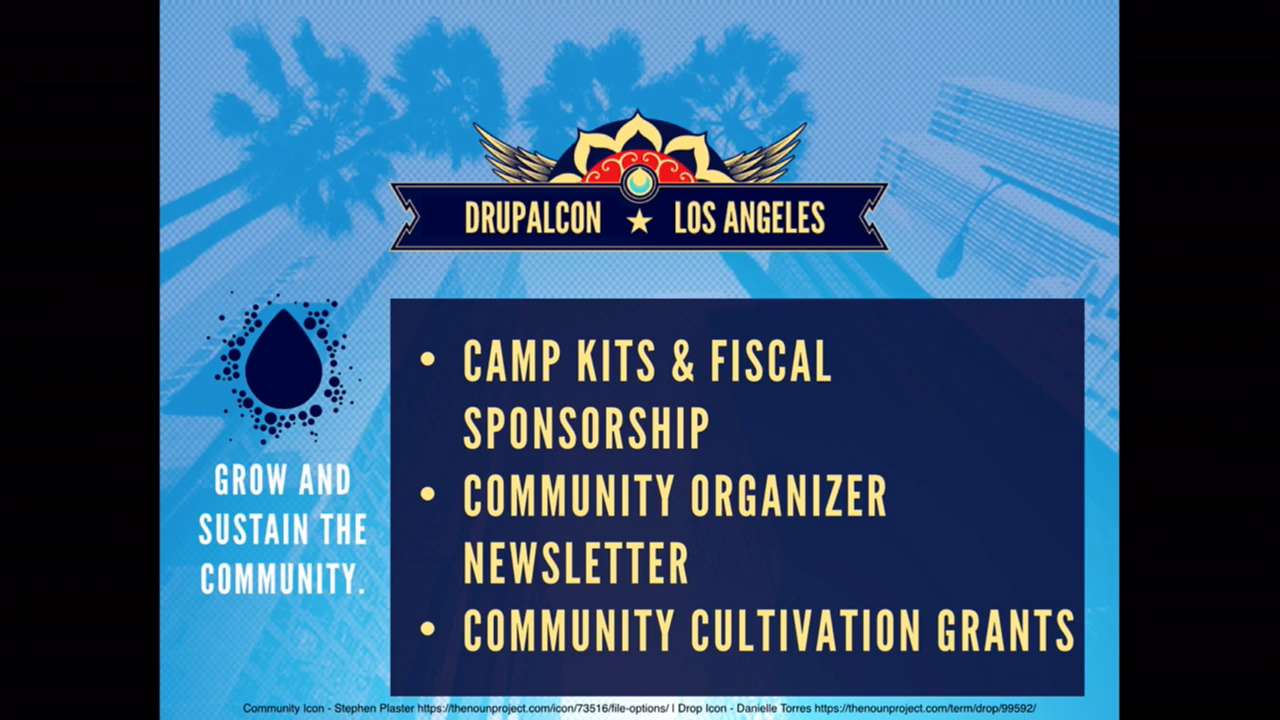 DRUPALCON ★ LOS ANGELES
GROW AND
SUSTAIN THE
COMMUNITY.
• CAMP KITS & FISCAL
SPONSORSHIP
• COMMUNITY ORGANIZER
NEWSLETTER
• COMMUNITY CULTIVATION GRANTS
Community Icon - Stephen Plaster https://thenounproject.com/icon/73516/file-options/ | Drop Icon - Danielle Torres https://thenounproject.com/term/drop/99592/